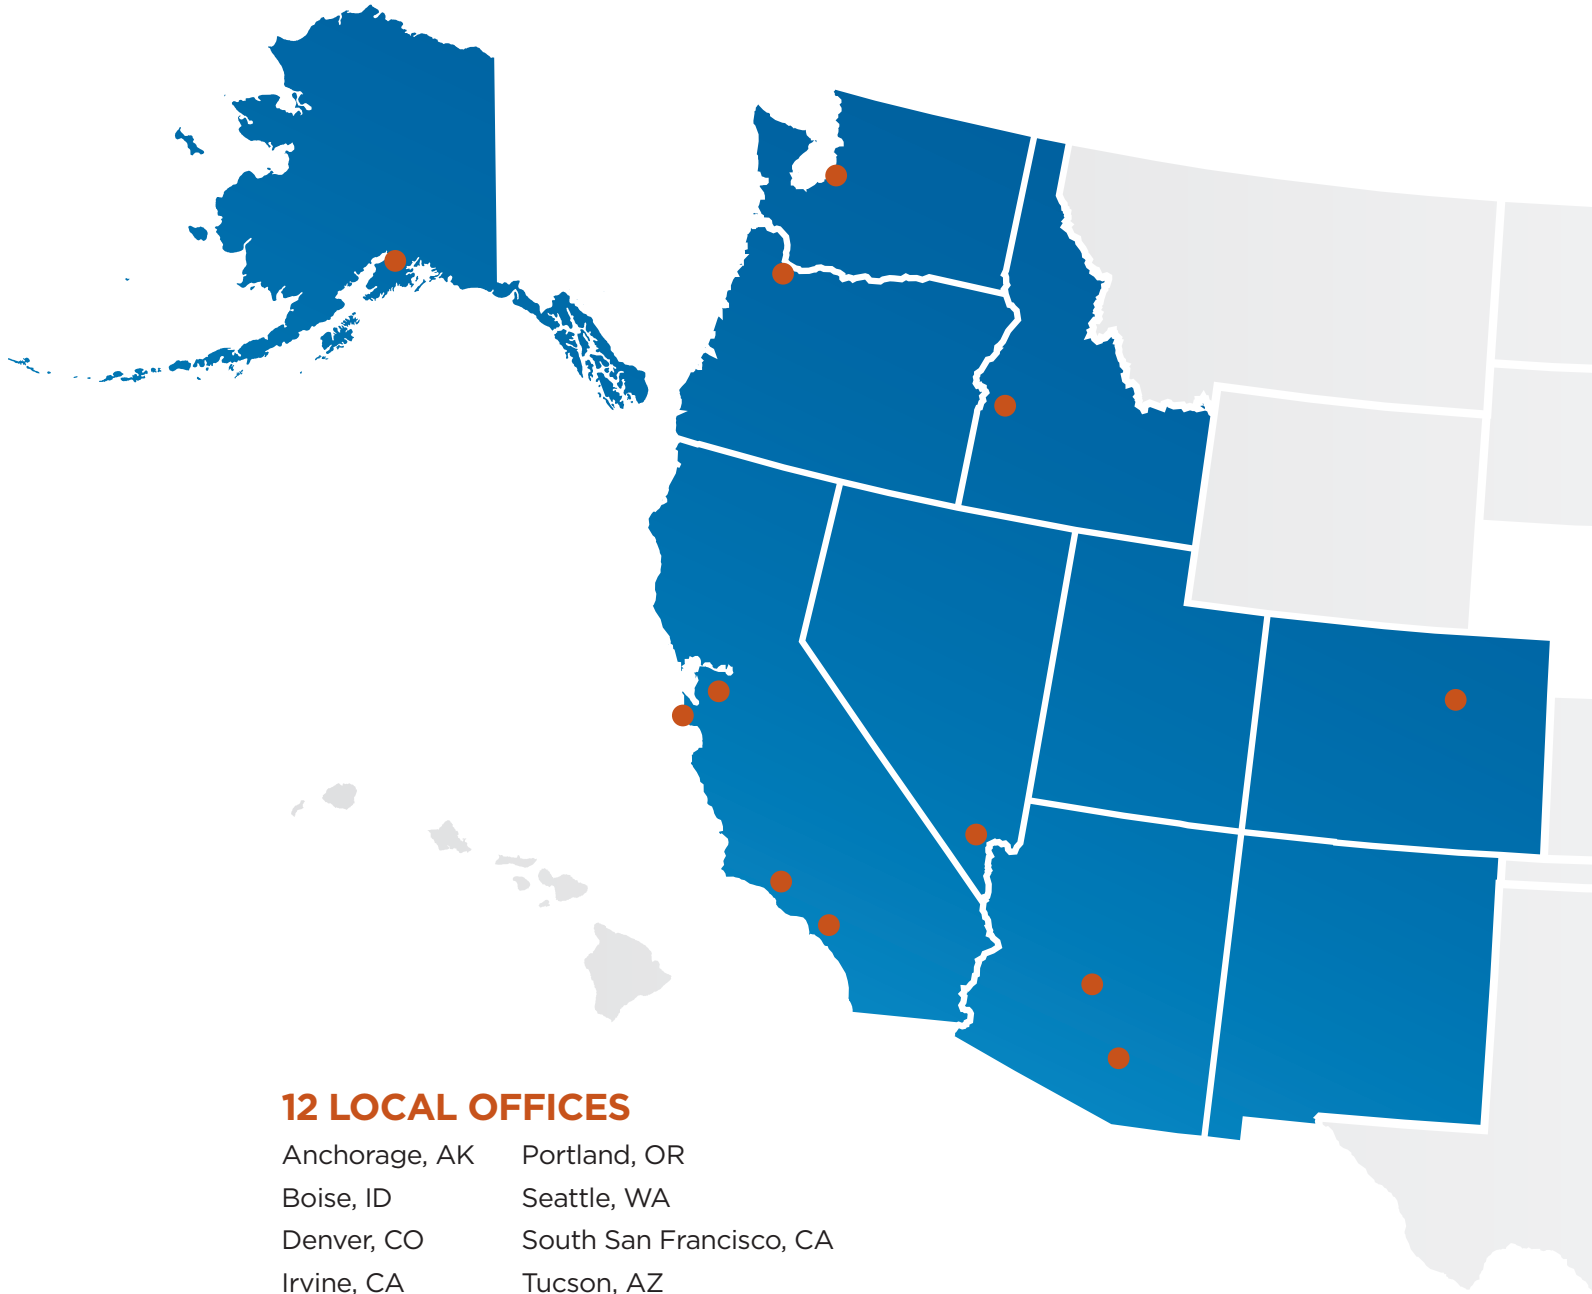 12 LOCAL OFFICES
Anchorage, AK
Boise, ID
Denver, CO
Irvine, CA
Portland, OR
Seattle, WA
South San Francisco, CA
Tucson, AZ